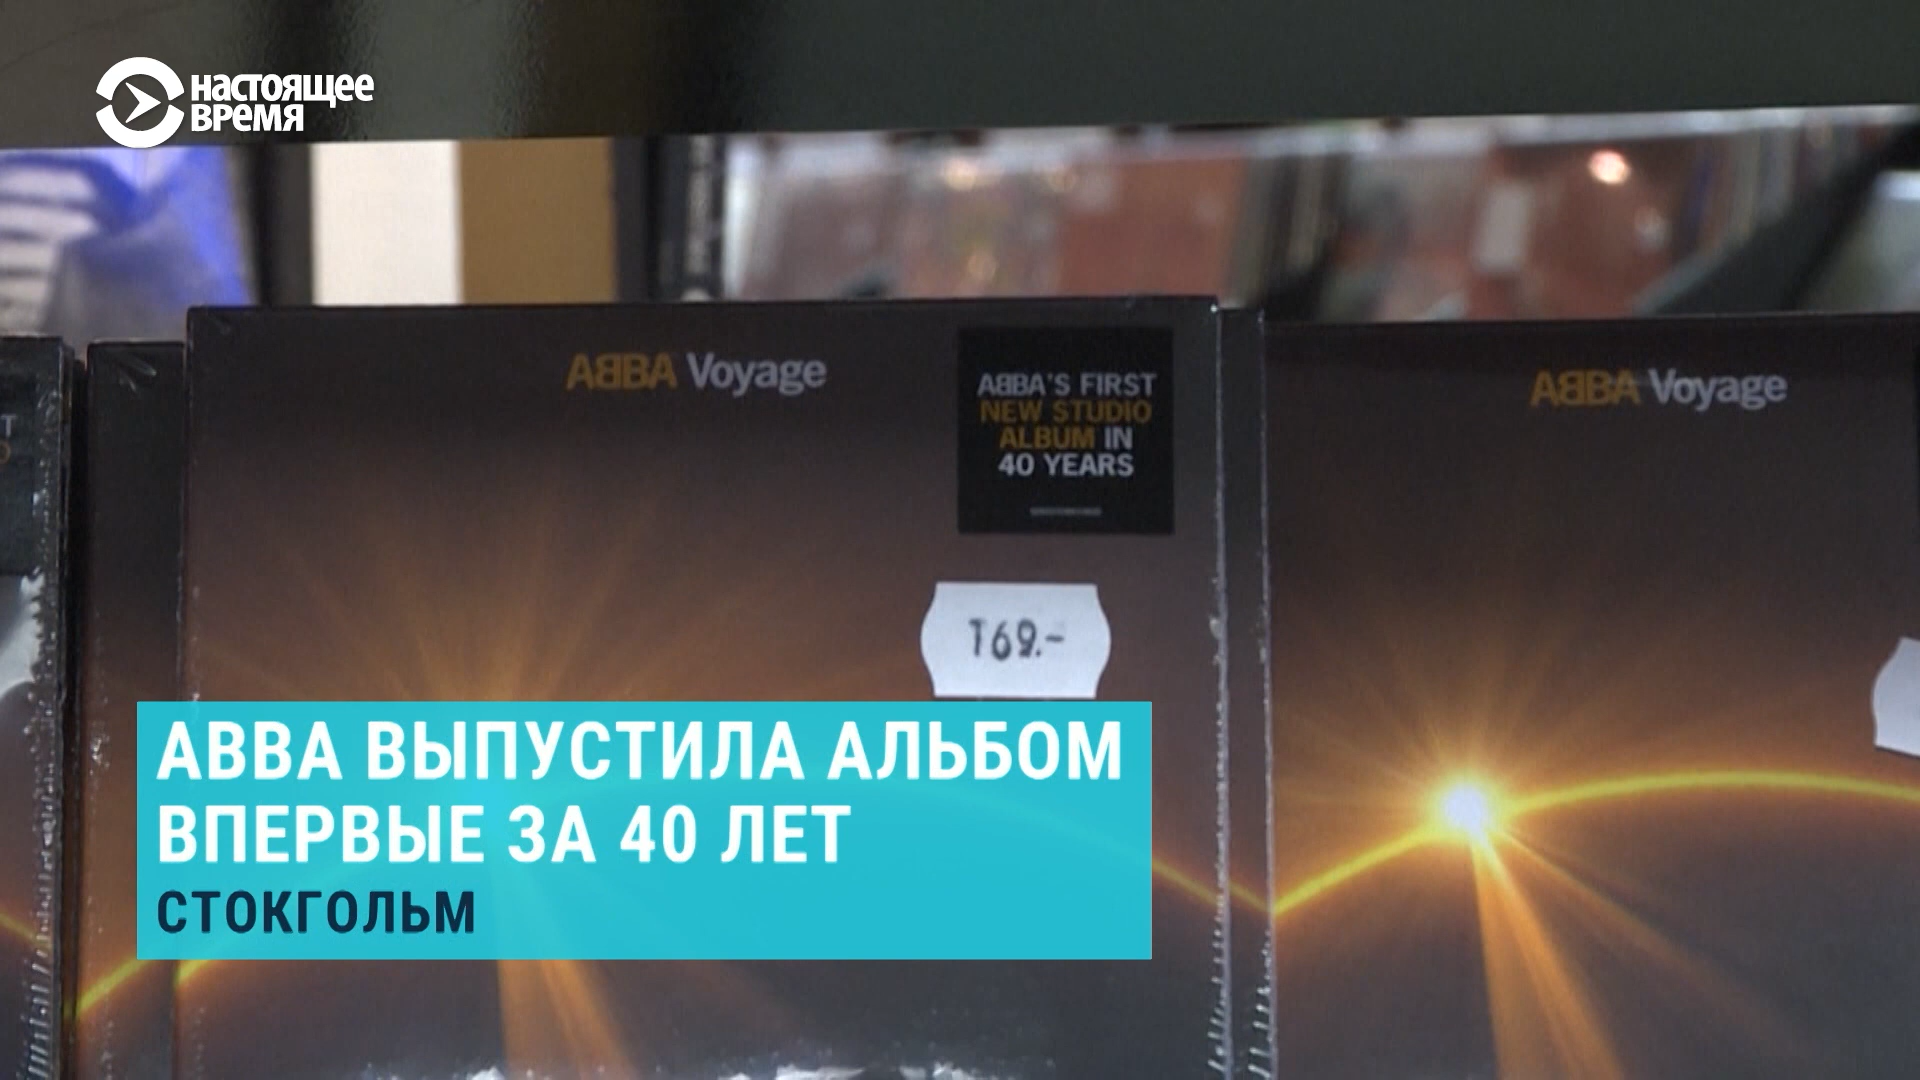 НАСТОЯЩЕЕ
ВРЕМЯ
ABBA Voyage
ABBA'S FIRST
NEW STUDIO
ALBUM IN
40 YEARS
ABBA Voyage
169.-
АВВА ВЫПУСТИЛА АЛЬБОМ
ВПЕРВЫЕ ЗА 40 ЛЕТ
СТОКГОЛЬМ